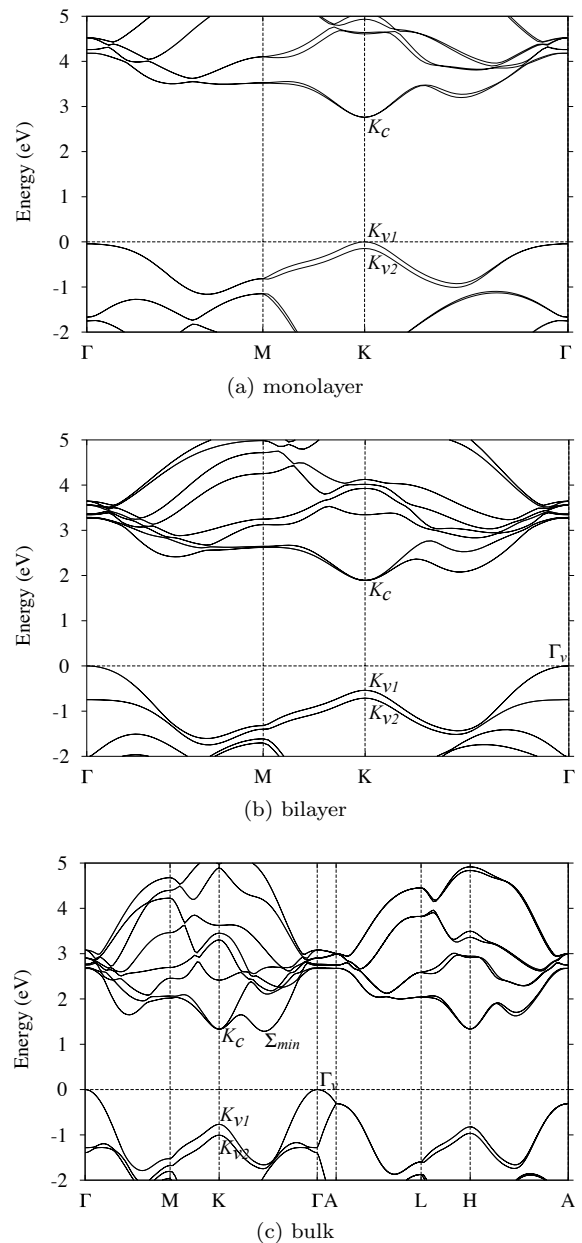 5
4
3
2
1
0
-1
-2
Energy (eV)
K_c
K_v1
K_v2
Γ M K Γ
(a) monolayer
5
4
3
2
1
0
-1
-2
Energy (eV)
K_c
Γ_v
K_v1
K_v2
Γ M K Γ
(b) bilayer
5
4
3
2
1
0
-1
-2
Energy (eV)
K_c Σ_min
Γ_v
K_v1
K_v2
Γ M K Γ A L H A
(c) bulk